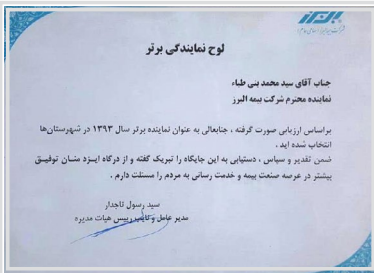 البرز
لوح نمایندگی برتر
جناب آقای سید محمد بنی طباء
نماینده محترم شرکت بیمه البرز
براساس ارزیابی صورت گرفته ، جنابعالی به عنوان نماینده برتر سال ۱۳۹۳ در شهرستان‌ها
انتخاب شده اید .
ضمن تقدیر و سپاس ، دستیابی به این جایگاه را تبریک گفته و از درگاه ایزد منان توفیق
بیشتر در عرصه صنعت بیمه و خدمت رسانی به مردم را مسئلت دارم .
سید رسول تاجدار
مدیر عامل و نایب رییس هیات مدیره